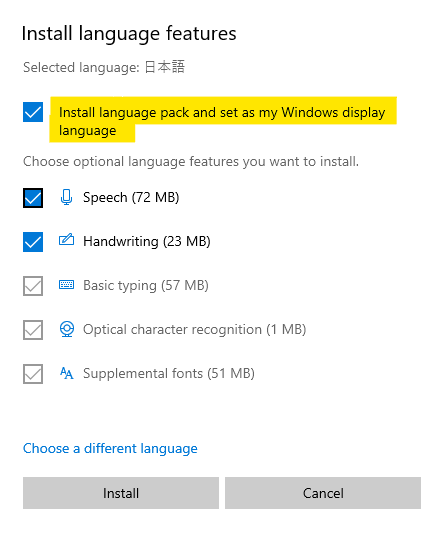 Install language features
Selected language: 日本語
Install language pack and set as my Windows display
language
Choose optional language features you want to install.
Speech (72 MB)
Handwriting (23 MB)
Basic typing (57 MB)
Optical character recognition (1 MB)
Supplemental fonts (51 MB)
Choose a different language
Install
Cancel